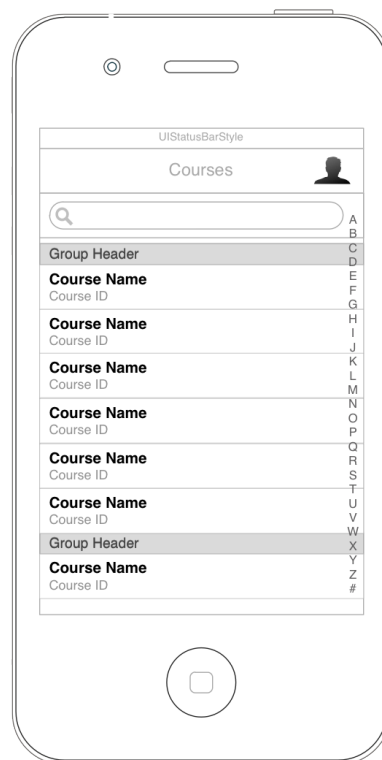 UIStatusBarStyle
Courses
Group Header
Course Name
Course ID
Course Name
Course ID
Course Name
Course ID
Course Name
Course ID
Course Name
Course ID
Course Name
Course ID
Group Header
Course Name
Course ID
A
B
C
D
E
F
G
H
I
J
K
L
M
N
O
P
Q
R
S
T
U
V
W
X
Y
Z
#